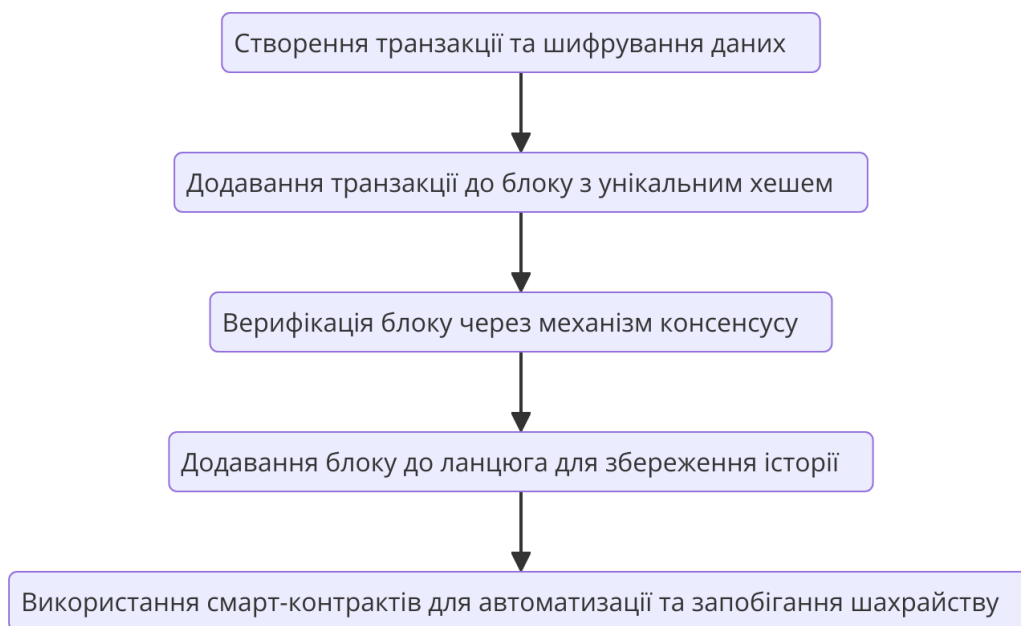 Створення транзакції та шифрування даних
Додавання транзакції до блоку з унікальним хешем
Верифікація блоку через механізм консенсусу
Додавання блоку до ланцюга для збереження історії
Використання смарт-контрактів для автоматизації та запобігання шахрайству